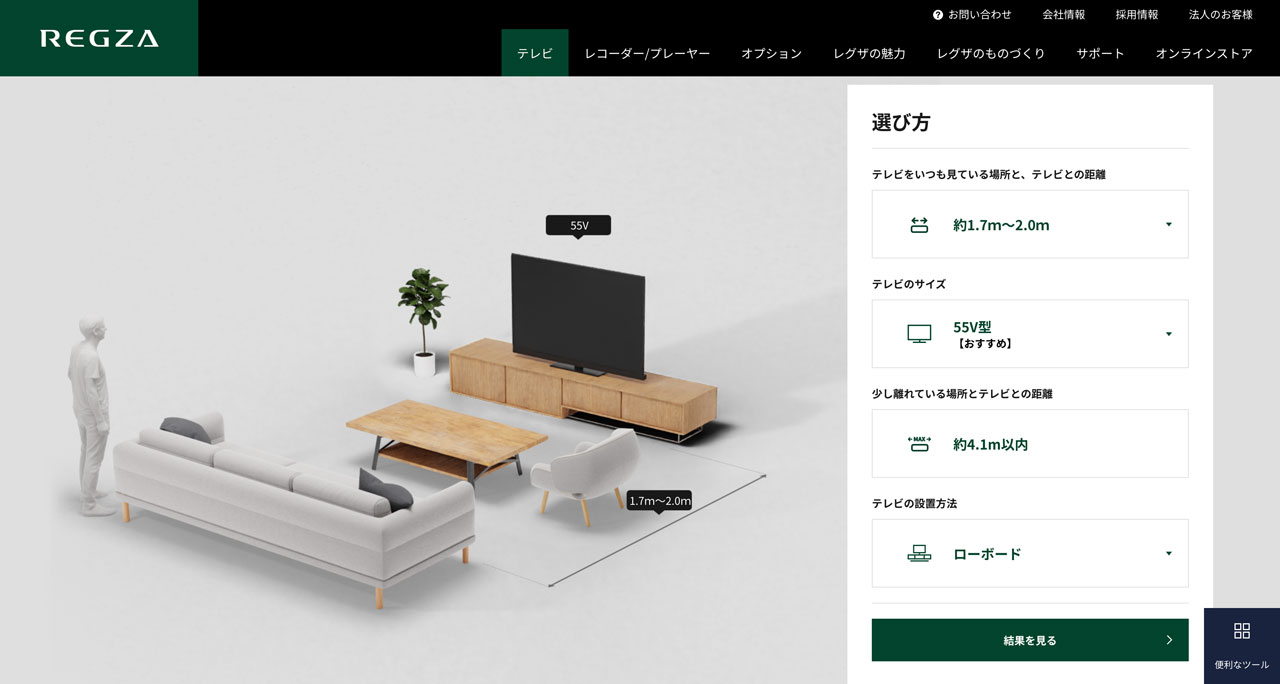 REGZA
お問い合わせ 会社情報 採用情報 法人のお客様
テレビ レコーダー/プレーヤー オプション レグザの魅力 レグザのものづくり サポート オンラインストア
55V
1.7m〜2.0m
選び方
テレビをいつも見ている場所と、テレビとの距離
約1.7m〜2.0m
テレビのサイズ
55V型
【おすすめ】
少し離れている場所とテレビとの距離
MAX
約4.1m以内
テレビの設置方法
ローボード
結果を見る
便利なツール